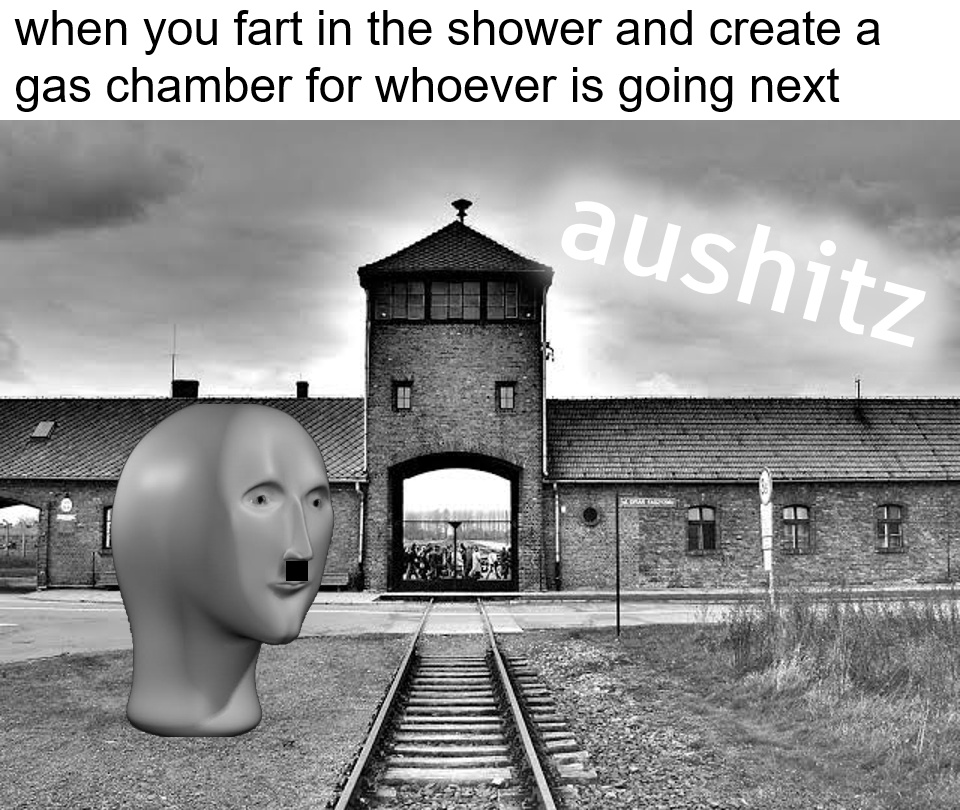 when you fart in the shower and create a
gas chamber for whoever is going next
aushitz